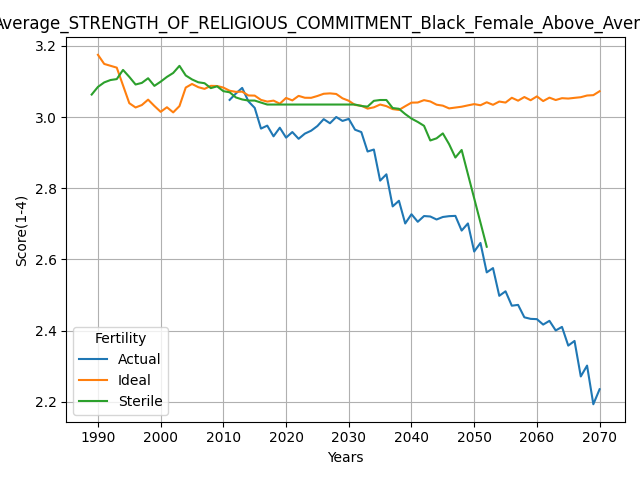 Average_STRENGTH_OF_RELIGIOUS_COMMITMENT_Black_Female_Above_Aver
3.2
3.0
2.8
2.6
2.4
2.2
Score(1-4)
Fertility
Actual
Ideal
Sterile
1990 2000 2010 2020 2030 2040 2050 2060 2070
Years